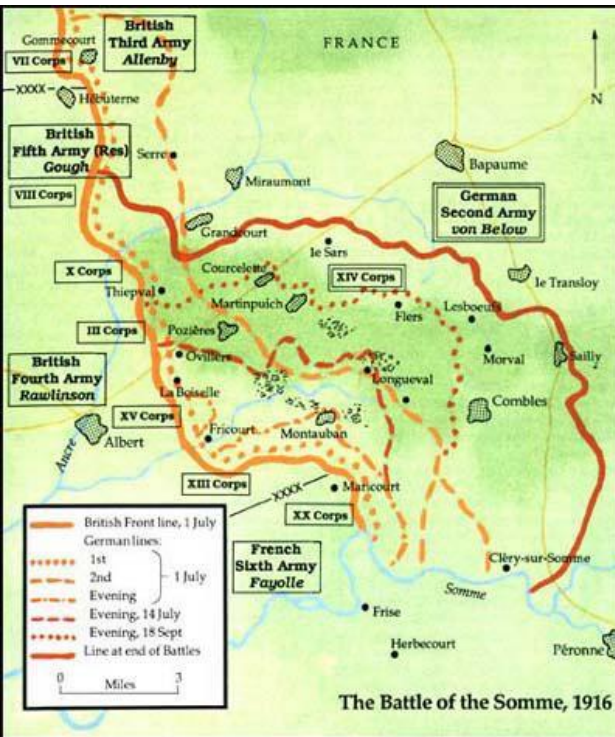 British
Third Army
Allenby
Gommecourt
VII Corps
XXXX
Hébuterne
FRANCE
N
British
Fifth Army (Res)
Gough
Serre
Bapaume
VIII Corps
Miraumont
German
Second Army
von Below
Grandcourt
le Sars
X Corps
Courcelette
XIV Corps
le Transloy
Thiepval
Martinpuich
Flers
Lesboeufs
III Corps
Pozières
Morval
Sailly
Ovillers
British
Fourth Army
Rawlinson
Longueval
La Boiselle
Combles
XV Corps
Albert
Ancre
Fricourt
Montauban
XIII Corps
XXXX
Maricourt
XX Corps
British Front line, 1 July
German lines:
1st
2nd
1 July
Evening
Evening, 14 July
Evening, 18 Sept
Line at end of Battles
0 3
Miles
French
Sixth Army
Fayolle
Cléry-sur-Somme
Somme
Frise
Herbecourt
Péronne
The Battle of the Somme, 1916